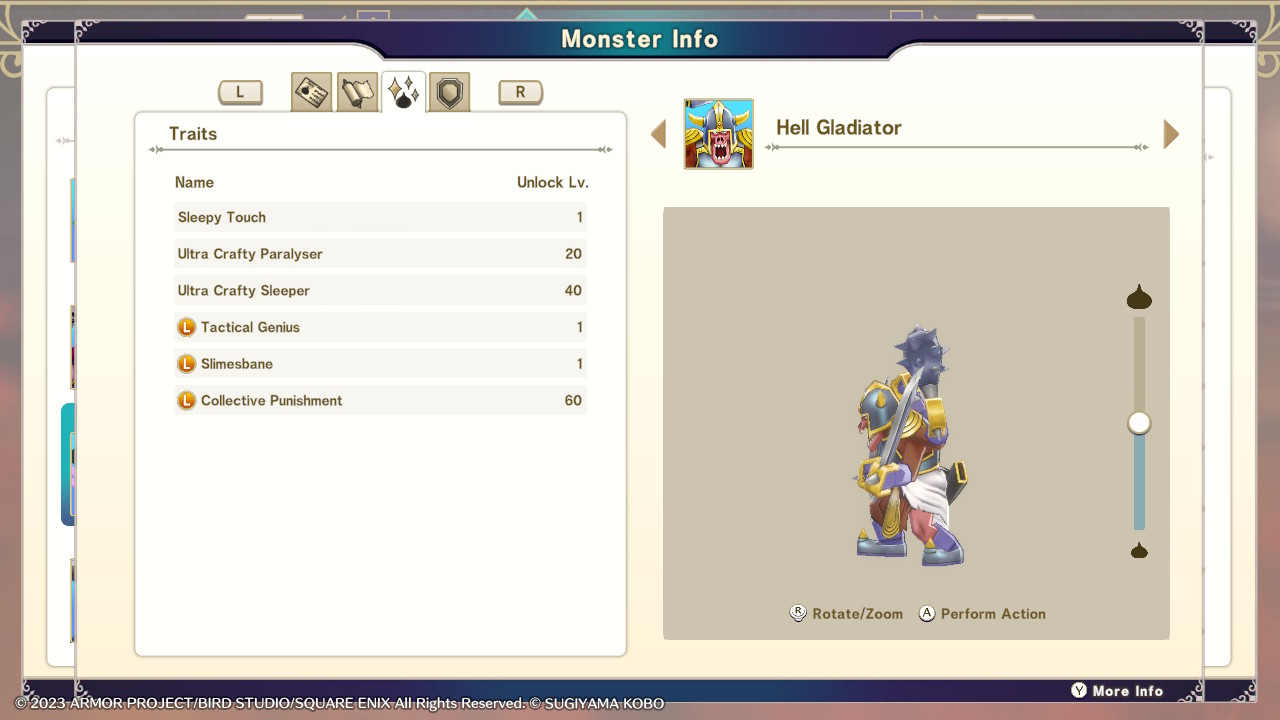 Monster Info
L
R
Traits
Name Unlock Lv.
Sleepy Touch 1
Ultra Crafty Paralyser 20
Ultra Crafty Sleeper 40
L Tactical Genius 1
L Slimesbane 1
L Collective Punishment 60
Hell Gladiator
R Rotate/Zoom A Perform Action
Y More Info
© 2023 ARMOR PROJECT/BIRD STUDIO/SQUARE ENIX All Rights Reserved. © SUGIYAMA KOBO